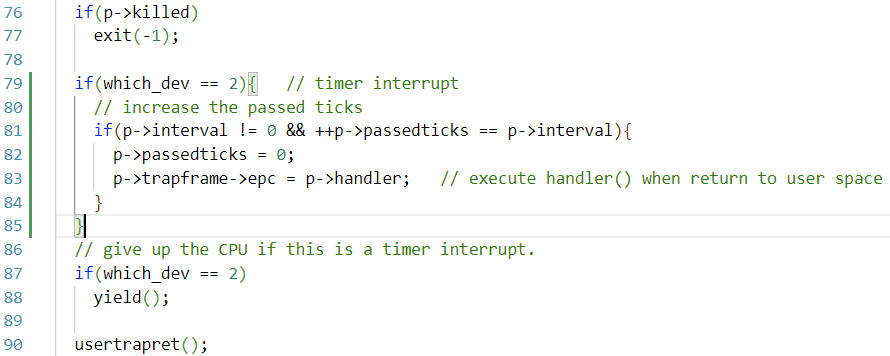 76 if(p->killed)
77 exit(-1);
78
79 if(which_dev == 2){ // timer interrupt
80 // increase the passed ticks
81 if(p->interval != 0 && ++p->passedticks == p->interval){
82 p->passedticks = 0;
83 p->trapframe->epc = p->handler; // execute handler() when return to user space
84 }
85 }
86 // give up the CPU if this is a timer interrupt.
87 if(which_dev == 2)
88 yield();
89
90 usertrapret();